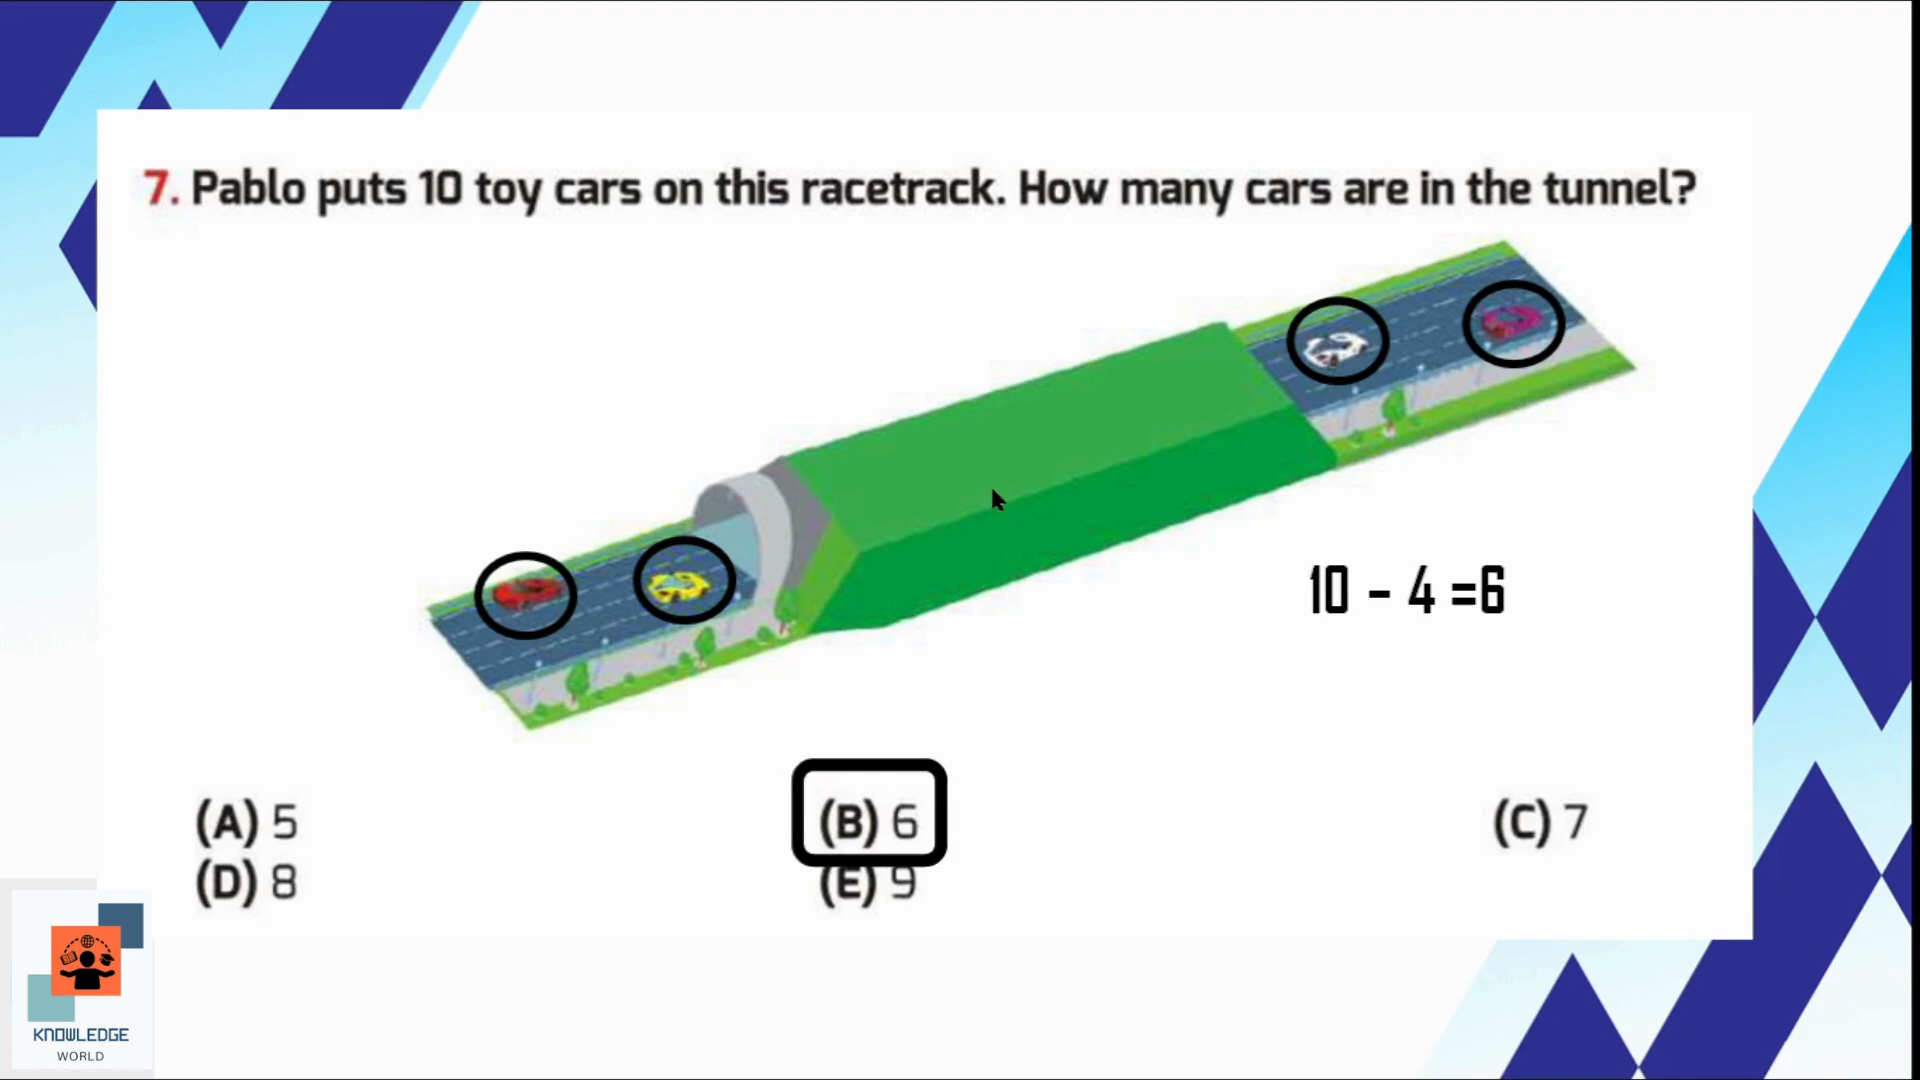 7. Pablo puts 10 toy cars on this racetrack. How many cars are in the tunnel?
10 - 4 =6
(A) 5
(B) 6
(C) 7
(D) 8
(E) 9
KNOWLEDGE
WORLD